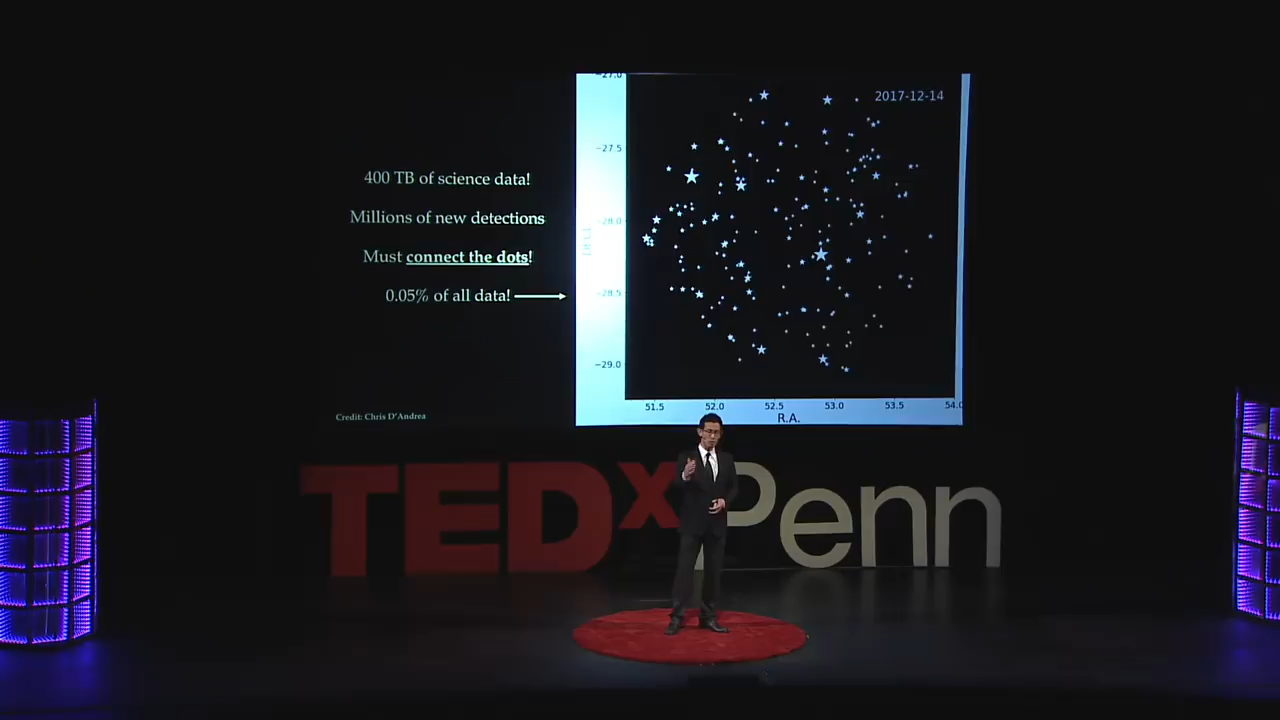 400 TB of science data!
Millions of new detections
Must connect the dots!
0.05% of all data!
Credit: Chris D'Andrea
2017-12-14
−27.0
−27.5
−28.0
−28.5
−29.0
51.5 52.0 52.5 53.0 53.5 54.0
R.A.
TEDxPenn